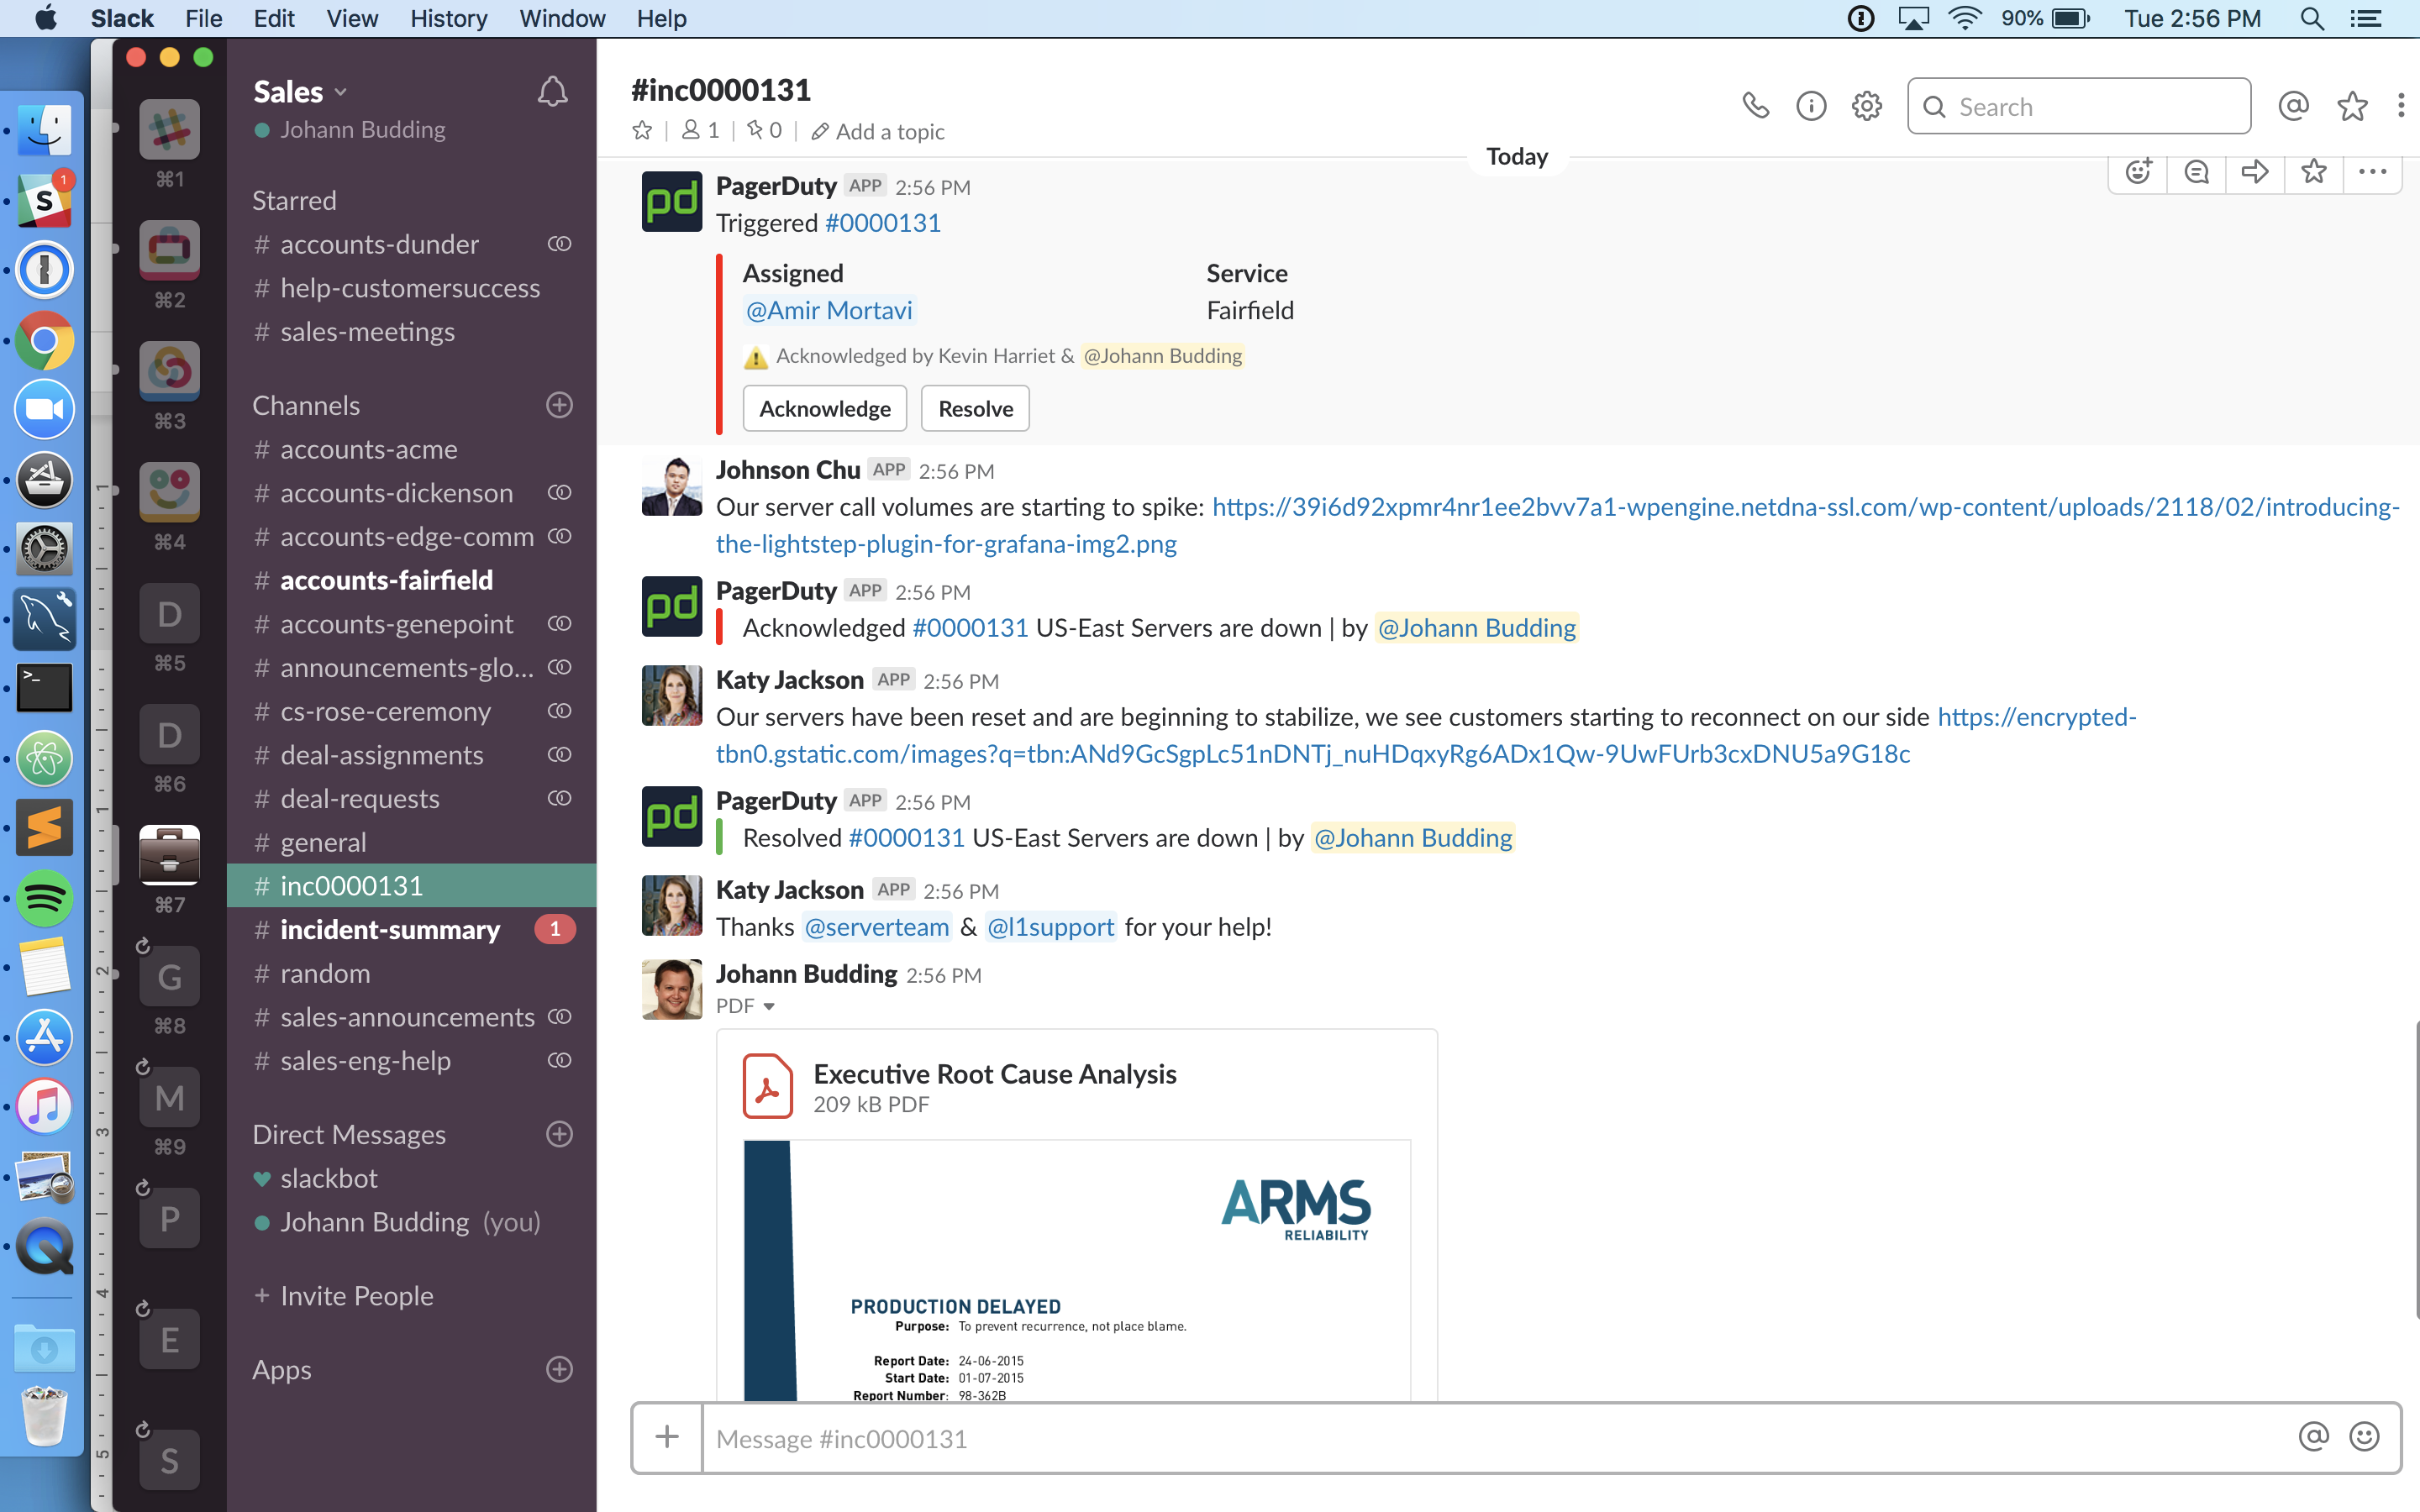 Slack File Edit View History Window Help
90% Tue 2:56 PM
1
S
>_
⌘1
⌘2
⌘3
⌘4
D
⌘5
D
⌘6
⌘7
G
⌘8
M
⌘9
P
E
S
1
1
2
3
4
5
Sales
Johann Budding
Starred
# accounts-dunder
# help-customersuccess
# sales-meetings
Channels
# accounts-acme
# accounts-dickenson
# accounts-edge-comm
# accounts-fairfield
# accounts-genepoint
# announcements-glo...
# cs-rose-ceremony
# deal-assignments
# deal-requests
# general
# inc0000131
# incident-summary 1
# random
# sales-announcements
# sales-eng-help
Direct Messages
slackbot
Johann Budding (you)
+ Invite People
Apps
#inc0000131
1 | 0 | Add a topic
Search
Today
pd
PagerDuty APP 2:56 PM
Triggered #0000131
Assigned Service
@Amir Mortavi Fairfield
Acknowledged by Kevin Harriet & @Johann Budding
Acknowledge Resolve
Johnson Chu APP 2:56 PM
Our server call volumes are starting to spike: https://39i6d92xpmr4nr1ee2bvv7a1-wpengine.netdna-ssl.com/wp-content/uploads/2118/02/introducing-
the-lightstep-plugin-for-grafana-img2.png
pd
PagerDuty APP 2:56 PM
Acknowledged #0000131 US-East Servers are down | by @Johann Budding
Katy Jackson APP 2:56 PM
Our servers have been reset and are beginning to stabilize, we see customers starting to reconnect on our side https://encrypted-
tbn0.gstatic.com/images?q=tbn:ANd9GcSgpLc51nDNTj_nuHDqxyRg6ADx1Qw-9UwFUrb3cxDNU5a9G18c
pd
PagerDuty APP 2:56 PM
Resolved #0000131 US-East Servers are down | by @Johann Budding
Katy Jackson APP 2:56 PM
Thanks @serverteam & @l1support for your help!
Johann Budding 2:56 PM
PDF
Executive Root Cause Analysis
209 kB PDF
ARMS
RELIABILITY
PRODUCTION DELAYED
Purpose: To prevent recurrence, not place blame.
Report Date: 24-06-2015
Start Date: 01-07-2015
Report Number: 98-362B
+ Message #inc0000131